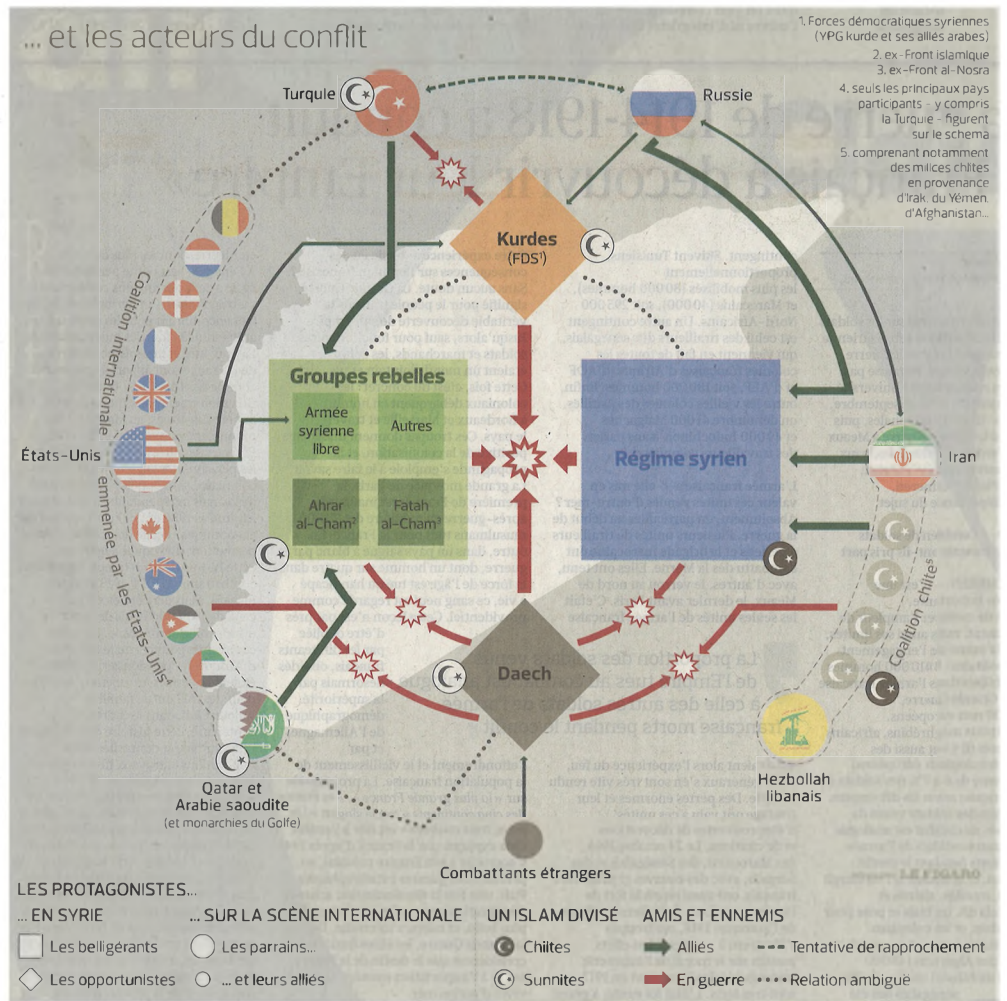 ... et les acteurs du conflit
1. Forces démocratiques syriennes
(YPG kurde et ses alliés arabes)
2. ex-Front islamique
3. ex-Front al-Nosra
4. seuls les principaux pays
participants - y compris
la Turquie - figurent
sur le schema
5. comprenant notamment
des milices chiites
en provenance
d'Irak, du Yémen,
d'Afghanistan...
Turquie
Russie
Kurdes
(FDS¹)
Coalition internationale
emmenée par les États-Unis⁴
États-Unis
Groupes rebelles
Armée
syrienne
libre
Autres
Ahrar
al-Cham²
Fatah
al-Cham³
Régime syrien
Iran
Coalition chiite⁵
Daech
Qatar et
Arabie saoudite
(et monarchies du Golfe)
Hezbollah
libanais
Combattants étrangers
LES PROTAGONISTES...
... EN SYRIE
Les belligérants
Les opportunistes
... SUR LA SCÈNE INTERNATIONALE
Les parrains...
... et leurs alliés
UN ISLAM DIVISÉ
Chiites
Sunnites
AMIS ET ENNEMIS
Alliés
En guerre
Tentative de rapprochement
Relation ambiguë